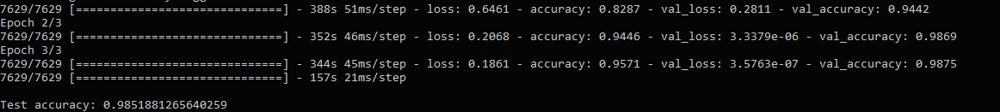 7629/7629 [==============================] - 388s 51ms/step - loss: 0.6461 - accuracy: 0.8287 - val_loss: 0.2811 - val_accuracy: 0.9442
Epoch 2/3
7629/7629 [==============================] - 352s 46ms/step - loss: 0.2068 - accuracy: 0.9446 - val_loss: 3.3379e-06 - val_accuracy: 0.9869
Epoch 3/3
7629/7629 [==============================] - 344s 45ms/step - loss: 0.1861 - accuracy: 0.9571 - val_loss: 3.5763e-07 - val_accuracy: 0.9875
7629/7629 [==============================] - 157s 21ms/step
Test accuracy: 0.9851881265640259